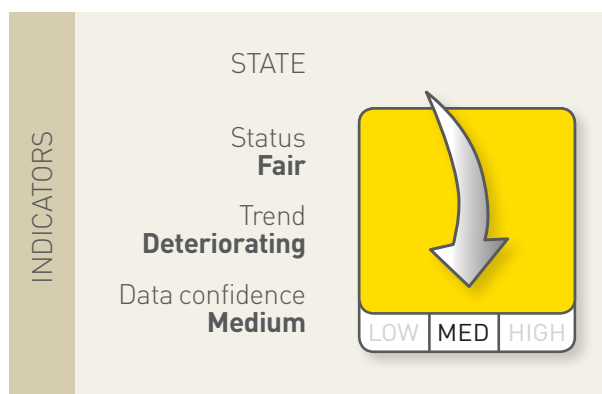 INDICATORS
STATE
Status
Fair
Trend
Deteriorating
Data confidence
Medium
LOW MED HIGH